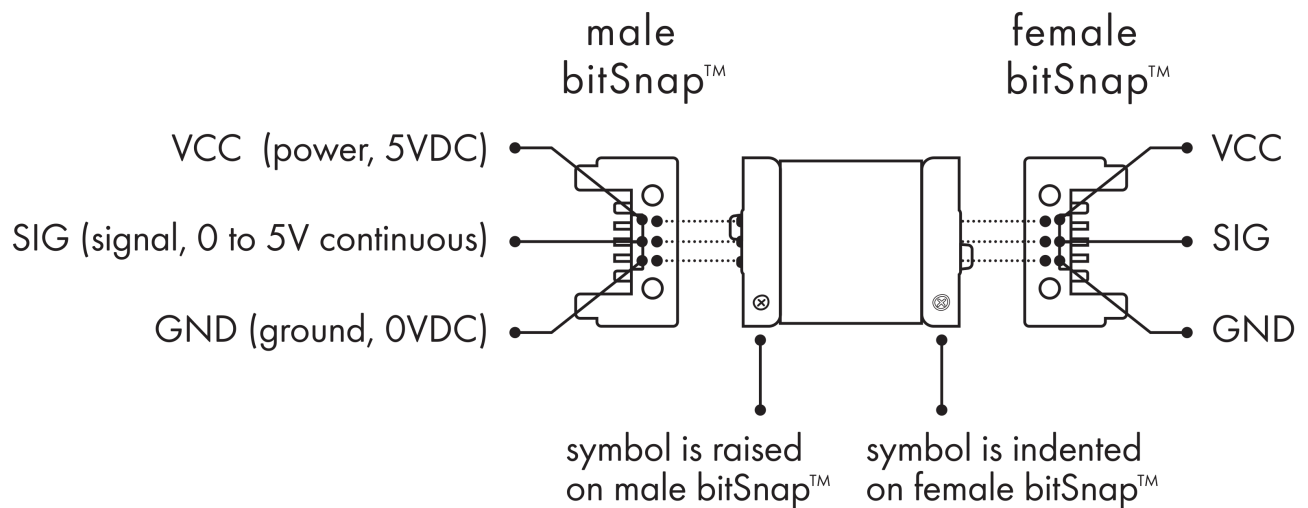 male
bitSnap™
female
bitSnap™
VCC (power, 5VDC)
SIG (signal, 0 to 5V continuous)
GND (ground, 0VDC)
VCC
SIG
GND
symbol is raised
on male bitSnap™
symbol is indented
on female bitSnap™